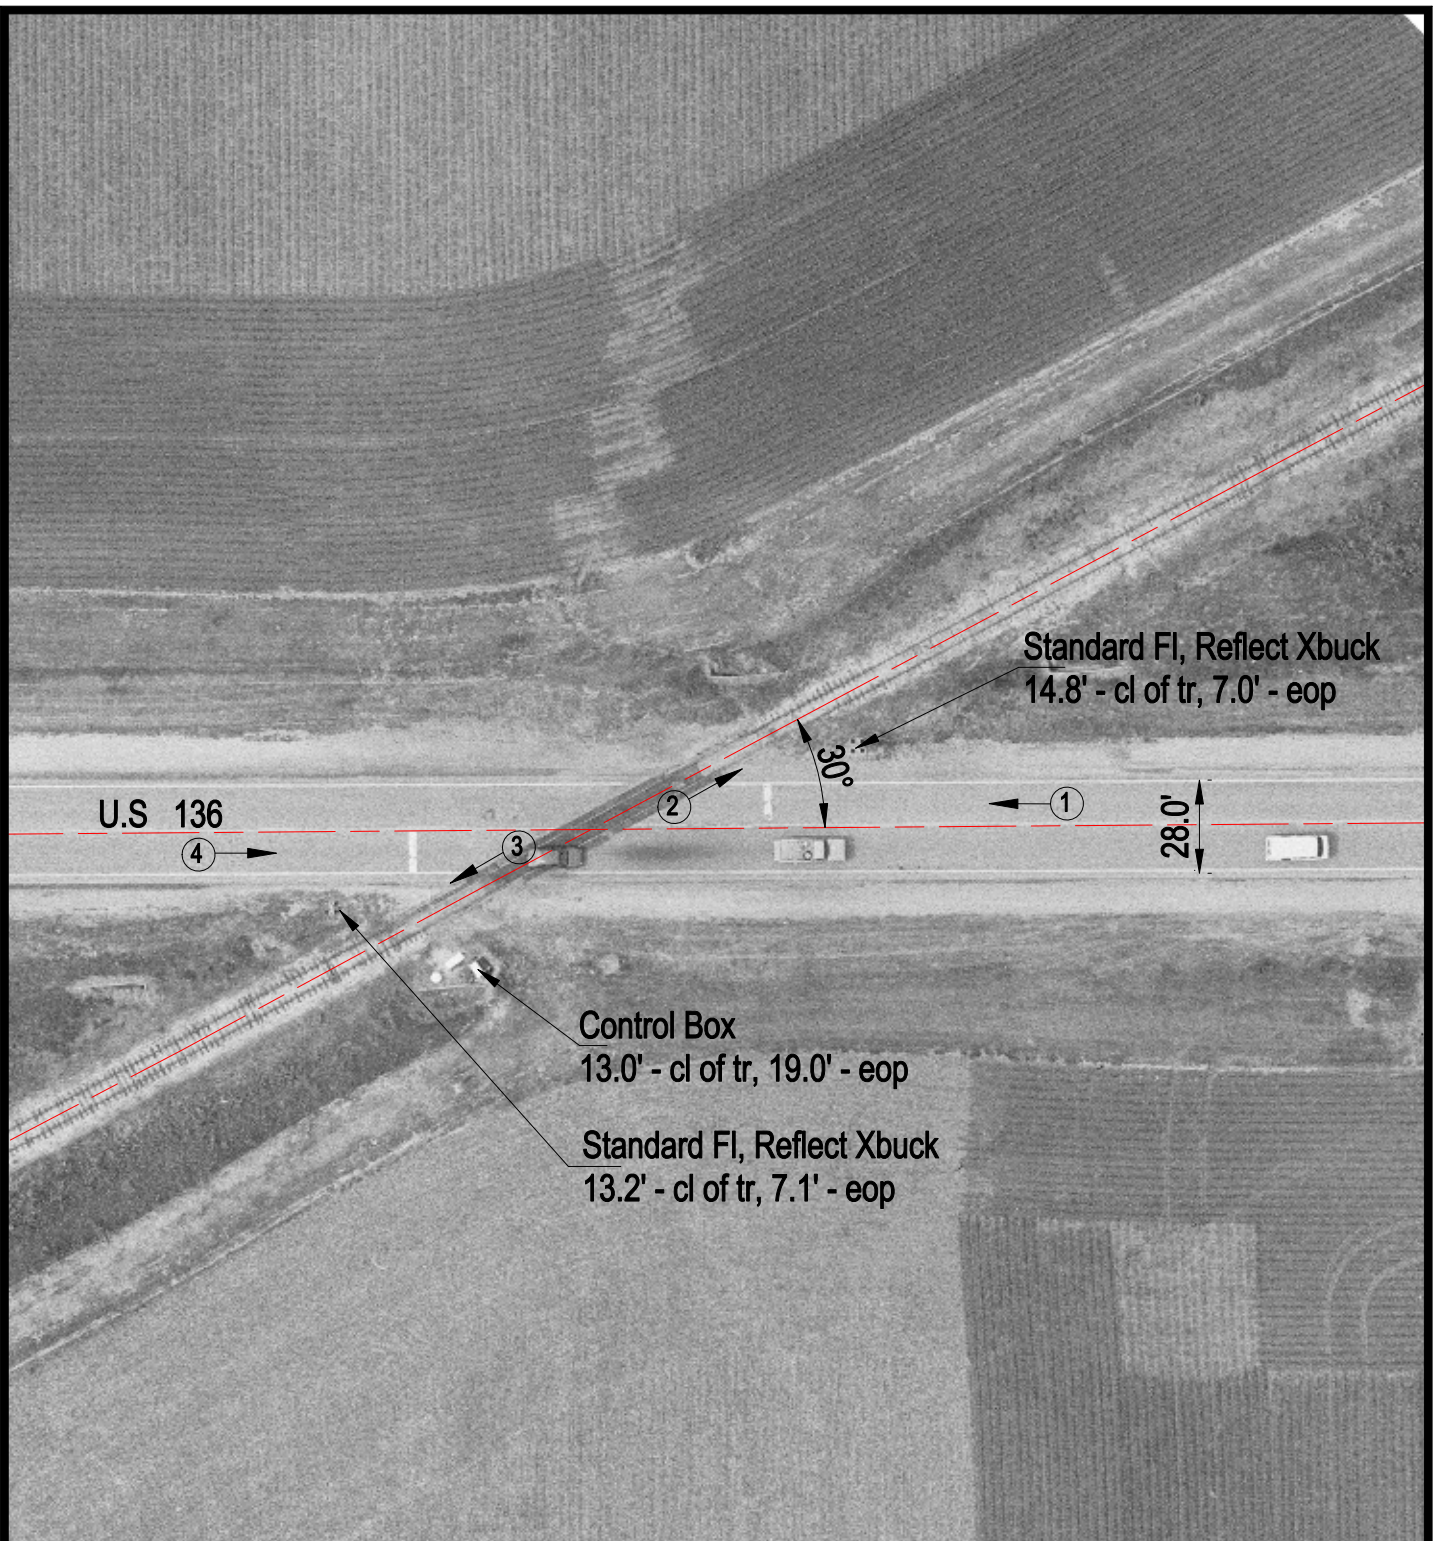 Standard Fl, Reflect Xbuck
14.8' - cl of tr, 7.0' - eop
30°
2
1
U.S 136
28.0'
3
4
Control Box
13.0' - cl of tr, 19.0' - eop
Standard Fl, Reflect Xbuck
13.2' - cl of tr, 7.1' - eop